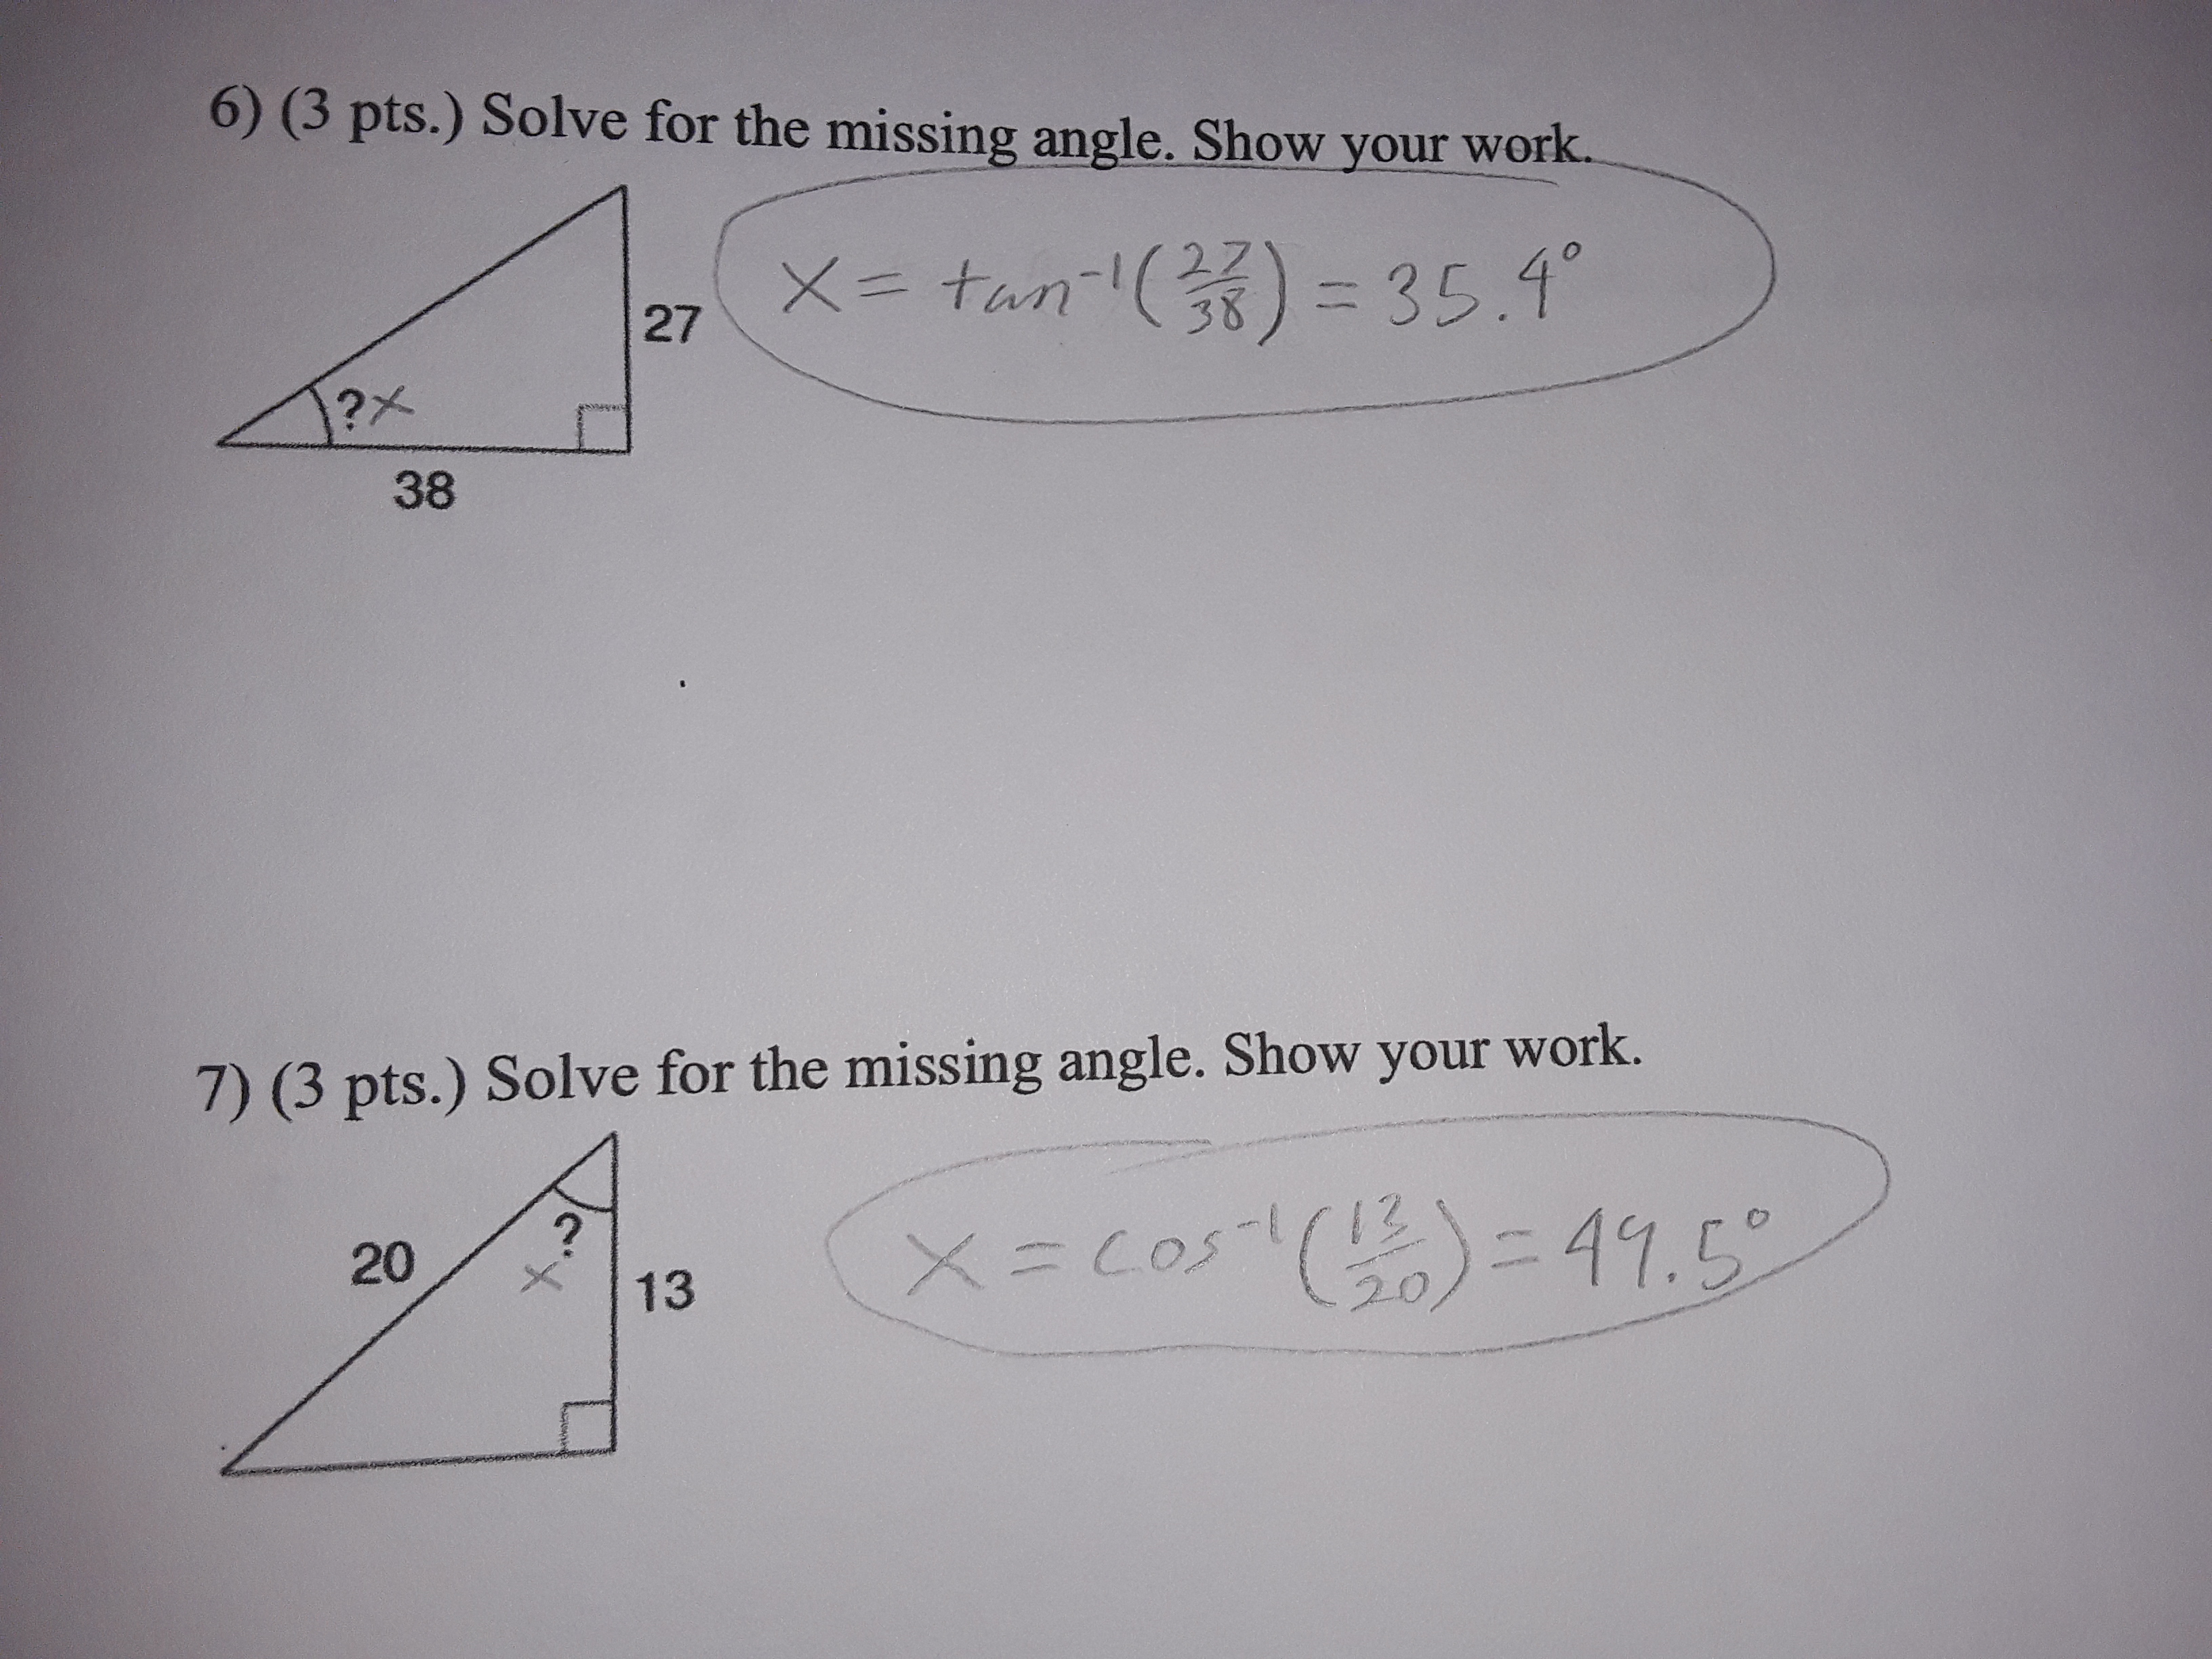 6) (3 pts.) Solve for the missing angle. Show your work.
x = tan⁻¹(27/38) = 35.4°
27
?x
38
7) (3 pts.) Solve for the missing angle. Show your work.
x = cos⁻¹(13/20) = 49.5°
20
?
x
13